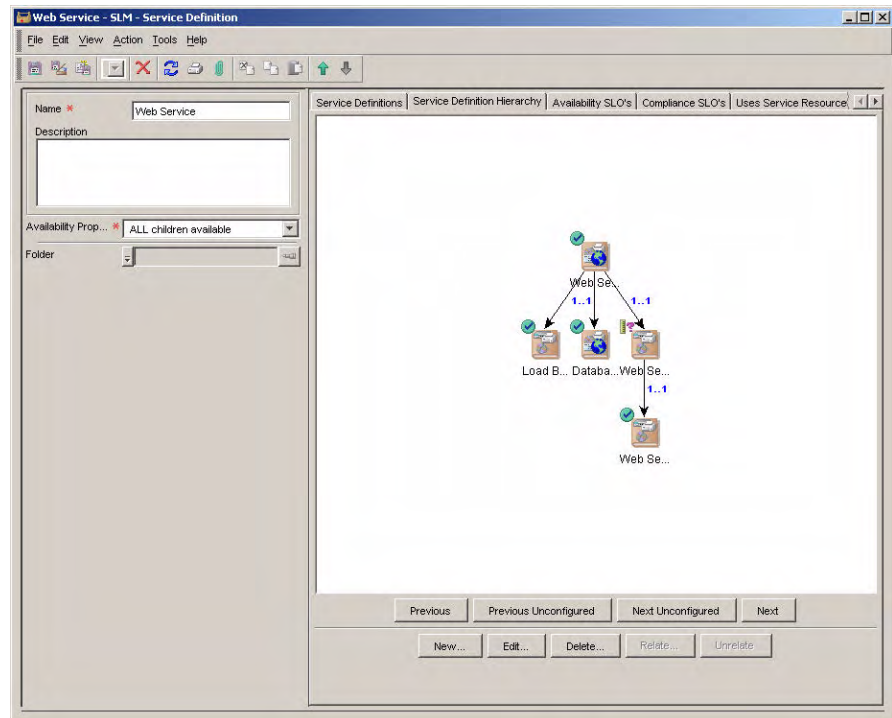 Web Service - SLM - Service Definition
File Edit View Action Tools Help
Name *
Web Service
Description
Availability Prop... *
ALL children available
Folder
Service Definitions
Service Definition Hierarchy
Availability SLO's
Compliance SLO's
Uses Service Resource
Web Se...
1..1
1..1
?
Load B...
Databa...
Web Se...
1..1
Web Se...
Previous
Previous Unconfigured
Next Unconfigured
Next
New...
Edit...
Delete...
Relate...
Unrelate